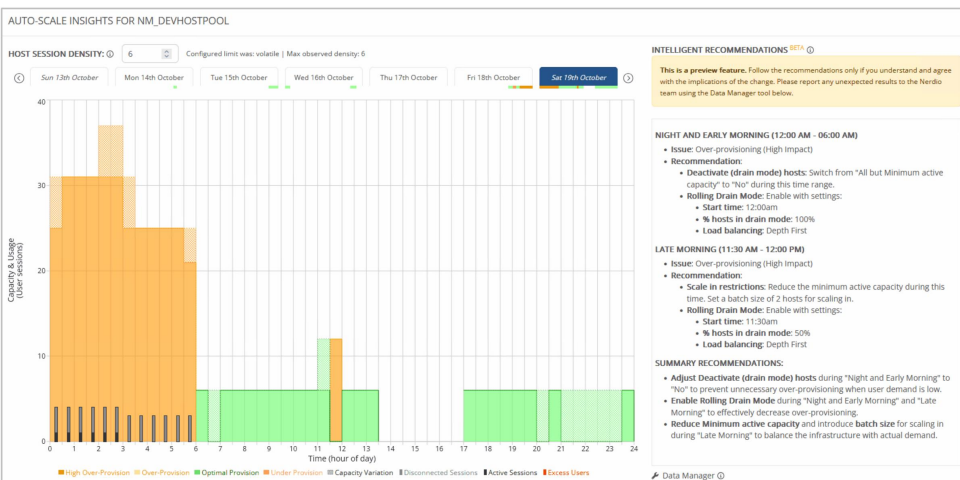 AUTO-SCALE INSIGHTS FOR NM_DEVHOSTPOOL
HOST SESSION DENSITY: 6 Configured limit was: volatile | Max observed density: 6
Sun 13th October Mon 14th October Tue 15th October Wed 16th October Thu 17th October Fri 18th October Sat 19th October
Capacity & Usage
(User sessions)
40
30
20
10
0
0 1 2 3 4 5 6 7 8 9 10 11 12 13 14 15 16 17 18 19 20 21 22 23 24
Time (hour of day)
High Over-Provision Over-Provision Optimal Provision Under Provision Capacity Variation Disconnected Sessions Active Sessions Excess Users
INTELLIGENT RECOMMENDATIONS BETA
This is a preview feature. Follow the recommendations only if you understand and agree
with the implications of the change. Please report any unexpected results to the Nerdio
team using the Data Manager tool below.
NIGHT AND EARLY MORNING (12:00 AM - 06:00 AM)
• Issue: Over-provisioning (High Impact)
• Recommendation:
• Deactivate (drain mode) hosts: Switch from "All but Minimum active
capacity" to "No" during this time range.
• Rolling Drain Mode: Enable with settings:
• Start time: 12:00am
• % hosts in drain mode: 100%
• Load balancing: Depth First
LATE MORNING (11:30 AM - 12:00 PM)
• Issue: Over-provisioning (High Impact)
• Recommendation:
• Scale in restrictions: Reduce the minimum active capacity during this
time. Set a batch size of 2 hosts for scaling in.
• Rolling Drain Mode: Enable with settings:
• Start time: 11:30am
• % hosts in drain mode: 50%
• Load balancing: Depth First
SUMMARY RECOMMENDATIONS:
• Adjust Deactivate (drain mode) hosts during "Night and Early Morning" to
"No" to prevent unnecessary over-provisioning when user demand is low.
• Enable Rolling Drain Mode during "Night and Early Morning" and "Late
Morning" to effectively decrease over-provisioning.
• Reduce Minimum active capacity and introduce batch size for scaling in
during "Late Morning" to balance the infrastructure with actual demand.
Data Manager